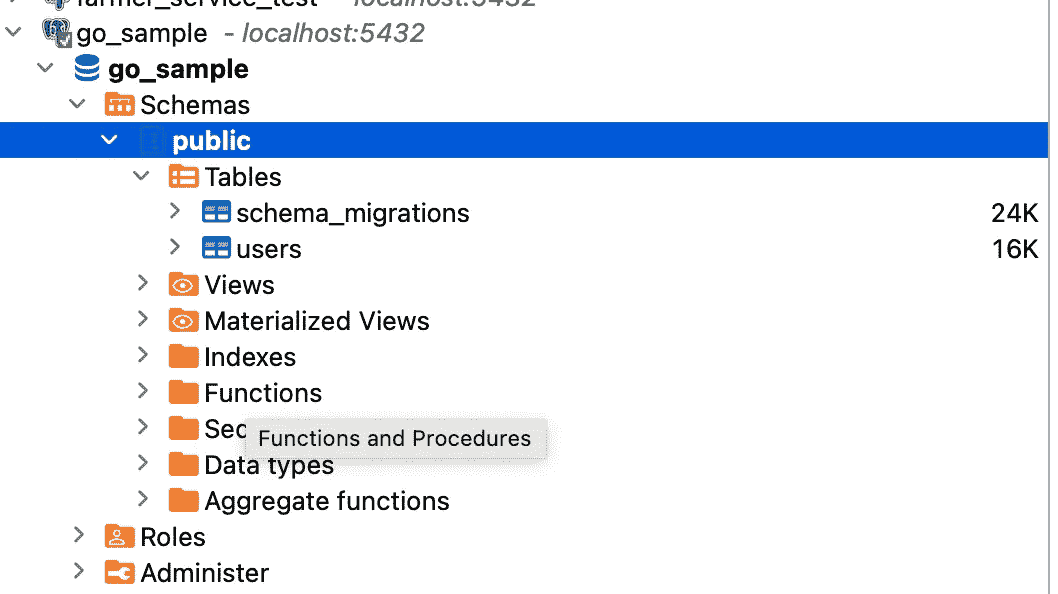 farmer_service_test - localhost:5432
go_sample - localhost:5432
go_sample
Schemas
public
Tables
schema_migrations 24K
users 16K
Views
Materialized Views
Indexes
Functions
Functions and Procedures
Data types
Aggregate functions
Roles
Administer